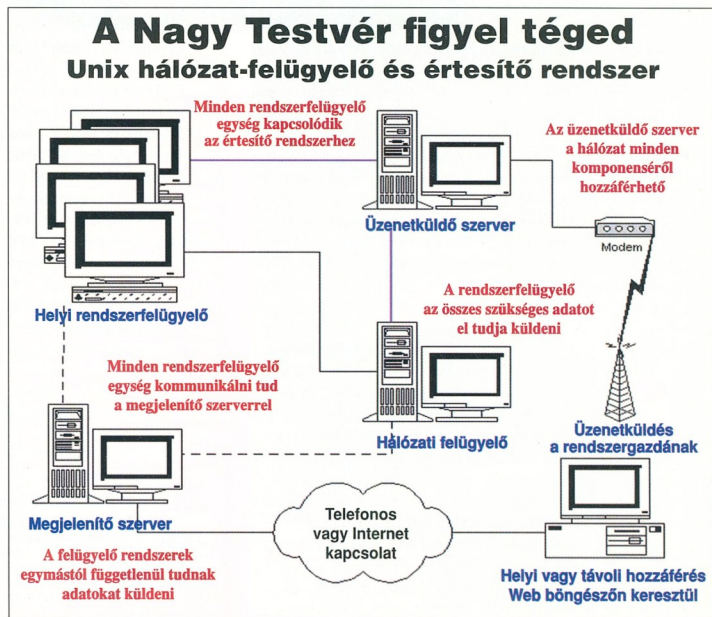 A Nagy Testvér figyel téged
Unix hálózat-felügyelő és értesítő rendszer
Minden rendszerfelügyelő
egység kapcsolódik
az értesítő rendszerhez
Az üzenetküldő szerver
a hálózat minden
komponenséről
hozzáférhető
Üzenetküldő szerver
Modem
Helyi rendszerfelügyelő
A rendszerfelügyelő
az összes szükséges adatot
el tudja küldeni
Minden rendszerfelügyelő
egység kommunikálni tud
a megjelenítő szerverrel
Hálózati felügyelő
Üzenetküldés
a rendszergazdának
Megjelenítő szerver
Telefonos
vagy Internet
kapcsolat
A felügyelő rendszerek
egymástól függetlenül tudnak
adatokat küldeni
Helyi vagy távoli hozzáférés
Web böngészőn keresztül